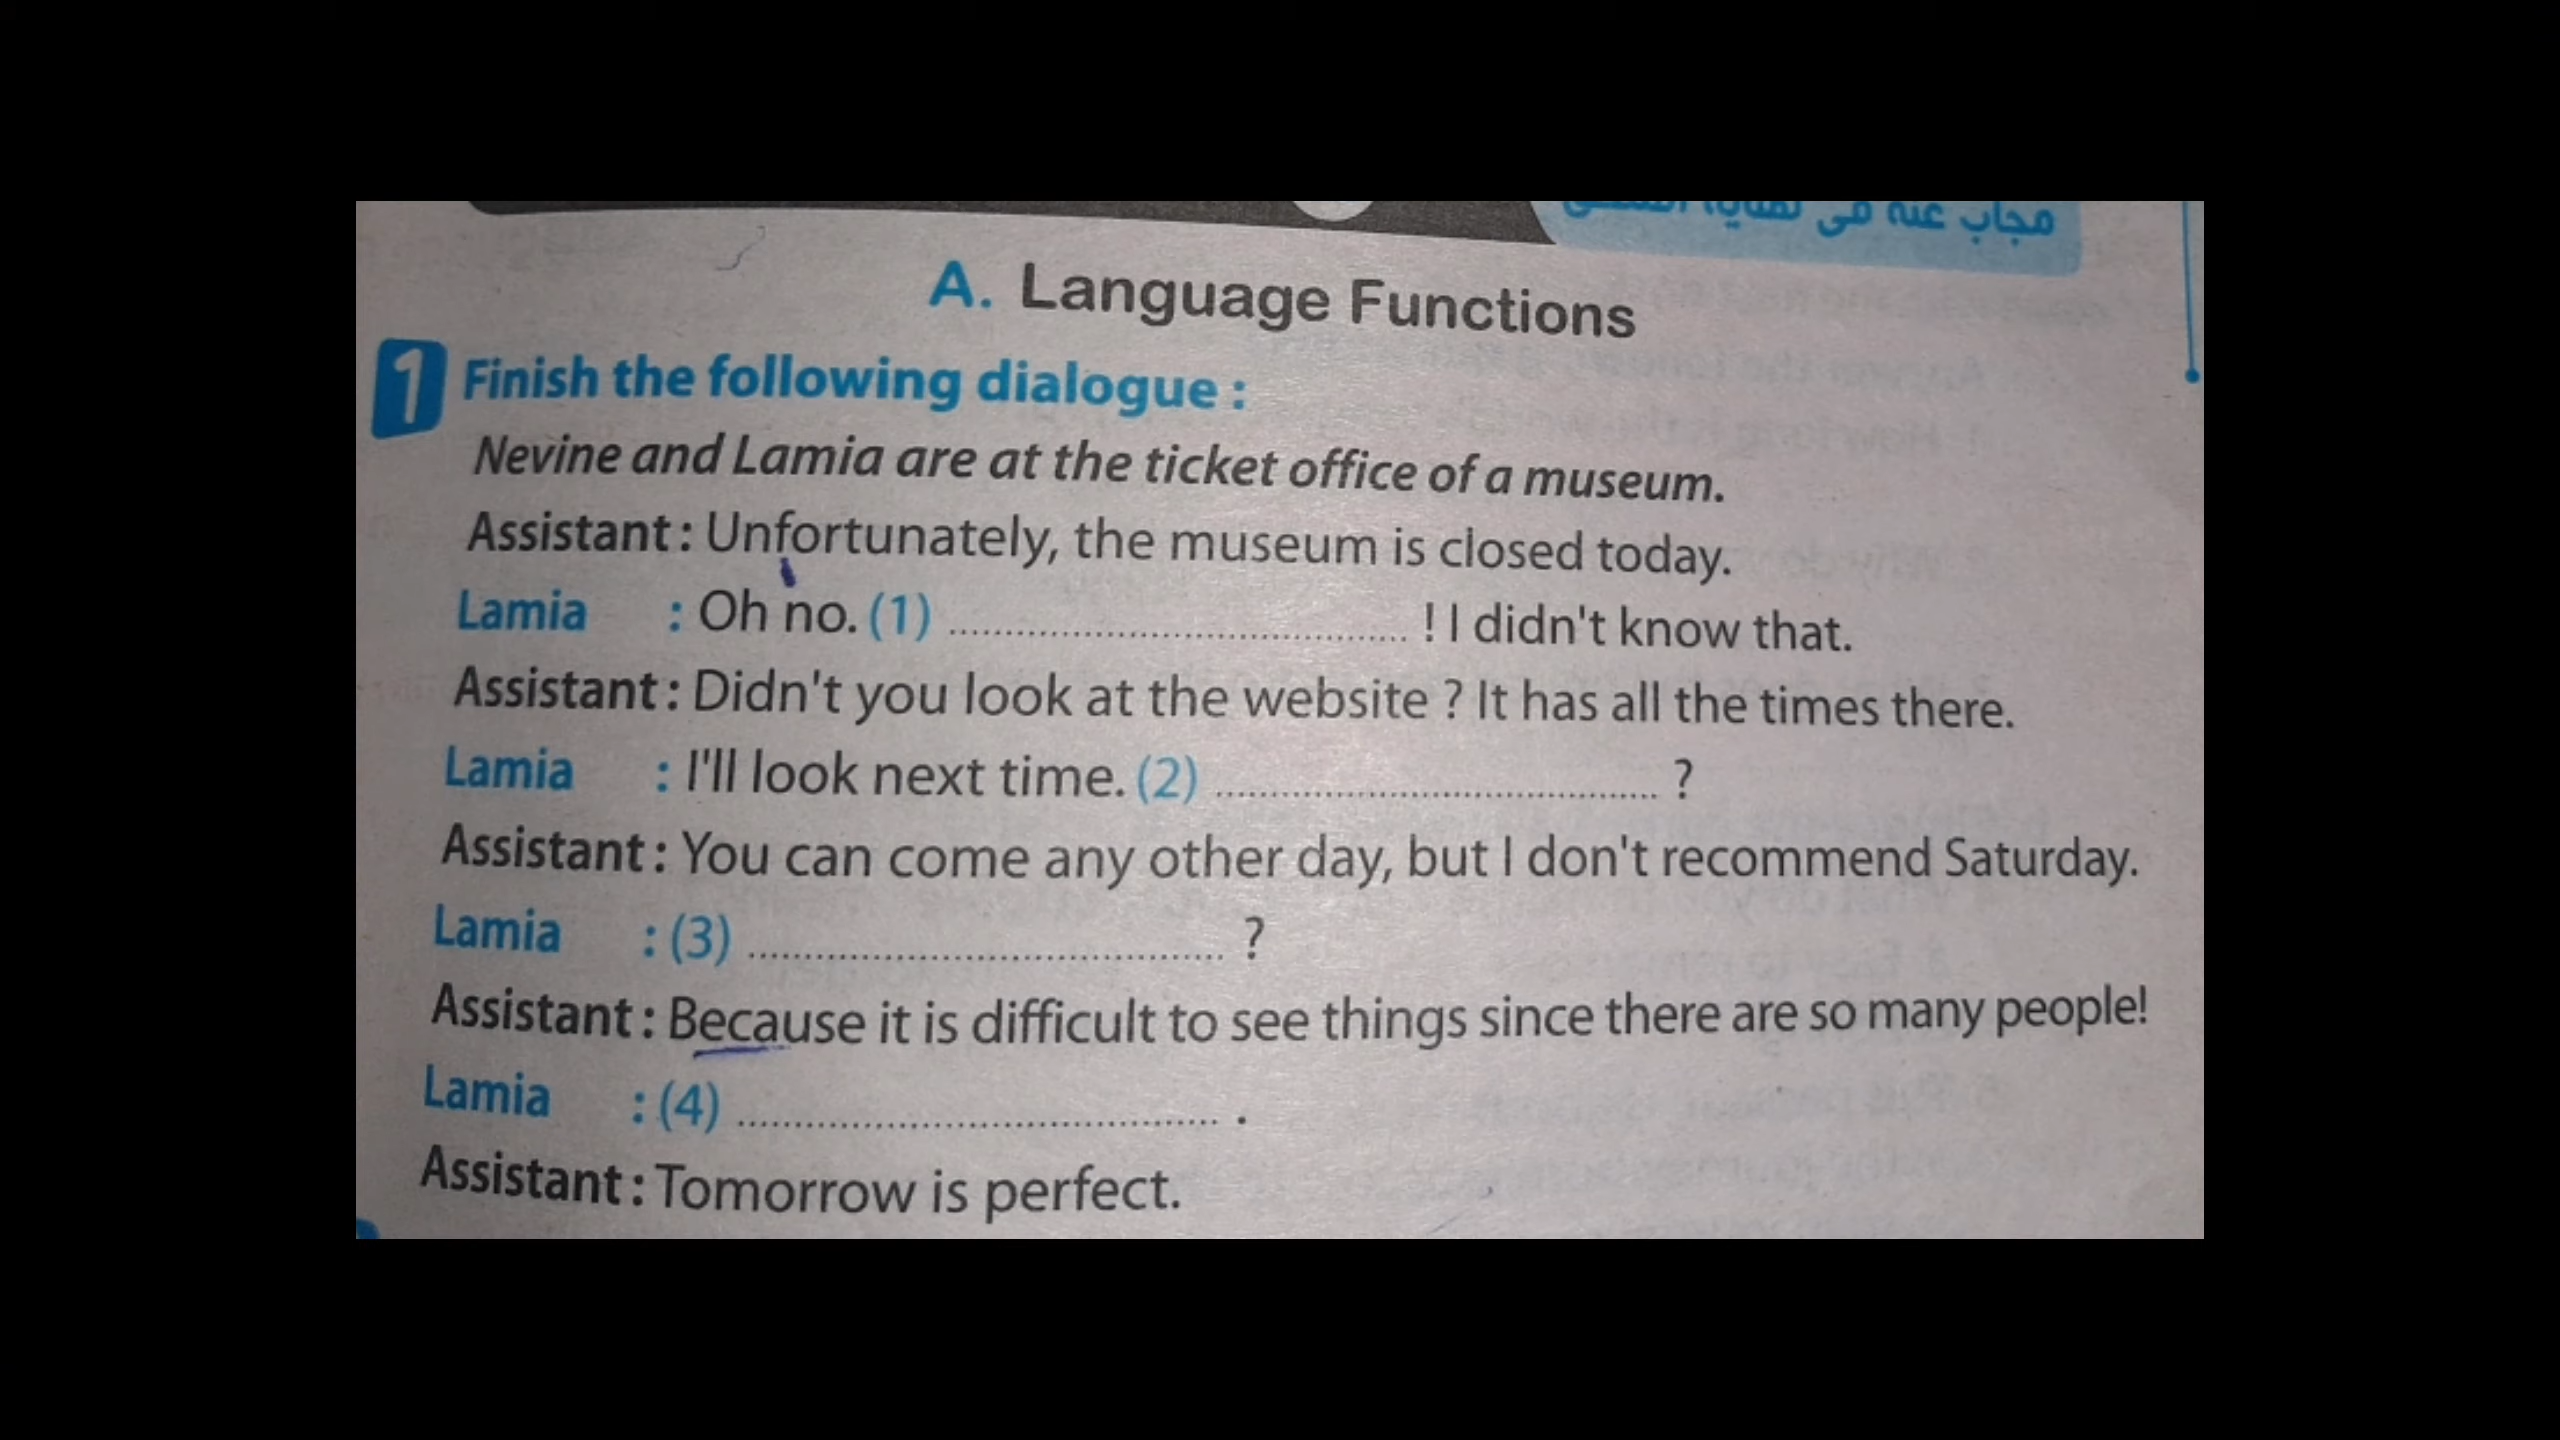 مجاب عنه فى
A. Language Functions
1 Finish the following dialogue :
Nevine and Lamia are at the ticket office of a museum.
Assistant : Unfortunately, the museum is closed today.
Lamia : Oh no. (1) ........................................ ! I didn't know that.
Assistant : Didn't you look at the website ? It has all the times there.
Lamia : I'll look next time. (2) ........................................ ?
Assistant : You can come any other day, but I don't recommend Saturday.
Lamia : (3) ........................................ ?
Assistant : Because it is difficult to see things since there are so many people!
Lamia : (4) ........................................ .
Assistant : Tomorrow is perfect.